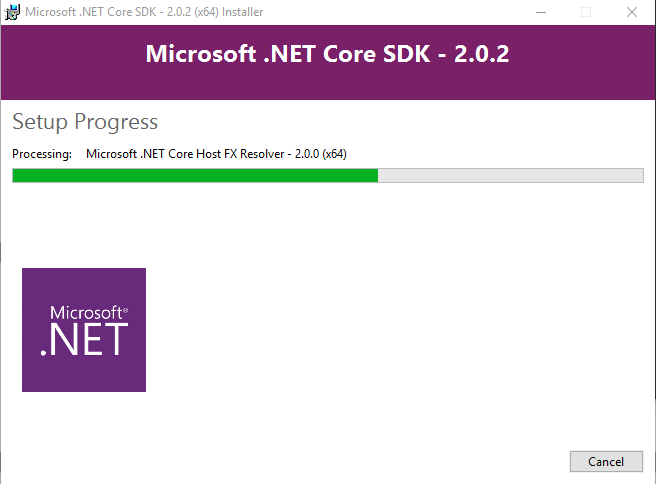 Microsoft .NET Core SDK - 2.0.2 (x64) Installer
Microsoft .NET Core SDK - 2.0.2
Setup Progress
Processing: Microsoft .NET Core Host FX Resolver - 2.0.0 (x64)
Microsoft®
.NET
Cancel